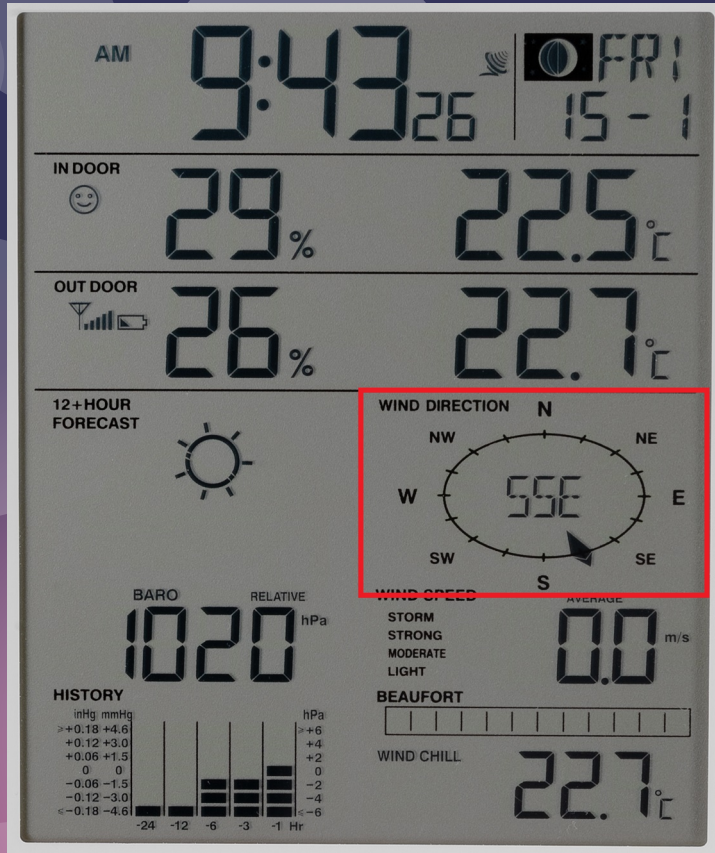 AM 9:43 26 FRI
15-1
IN DOOR
29% 22.5°C
OUT DOOR
26% 22.7°C
12+HOUR
FORECAST
WIND DIRECTION
N
NW NE
W SSE E
SW SE
S
BARO RELATIVE
1020 hPa
WIND SPEED AVERAGE
STORM
STRONG
MODERATE
LIGHT
0.0 m/s
HISTORY
inHg mmHg hPa
≥+0.18 +4.6 ≥+6
+0.12 +3.0 +4
+0.06 +1.5 +2
0 0 0
-0.06 -1.5 -2
-0.12 -3.0 -4
≤-0.18 -4.6 ≤-6
-24 -12 -6 -3 -1 Hr
BEAUFORT
WIND CHILL
22.7°C